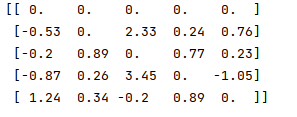 [[ 0. 0. 0. 0. 0. ]
[-0.53 0. 2.33 0.24 0.76]
[-0.2 0.89 0. 0.77 0.23]
[-0.87 0.26 3.45 0. -1.05]
[ 1.24 0.34 -0.2 0.89 0. ]]